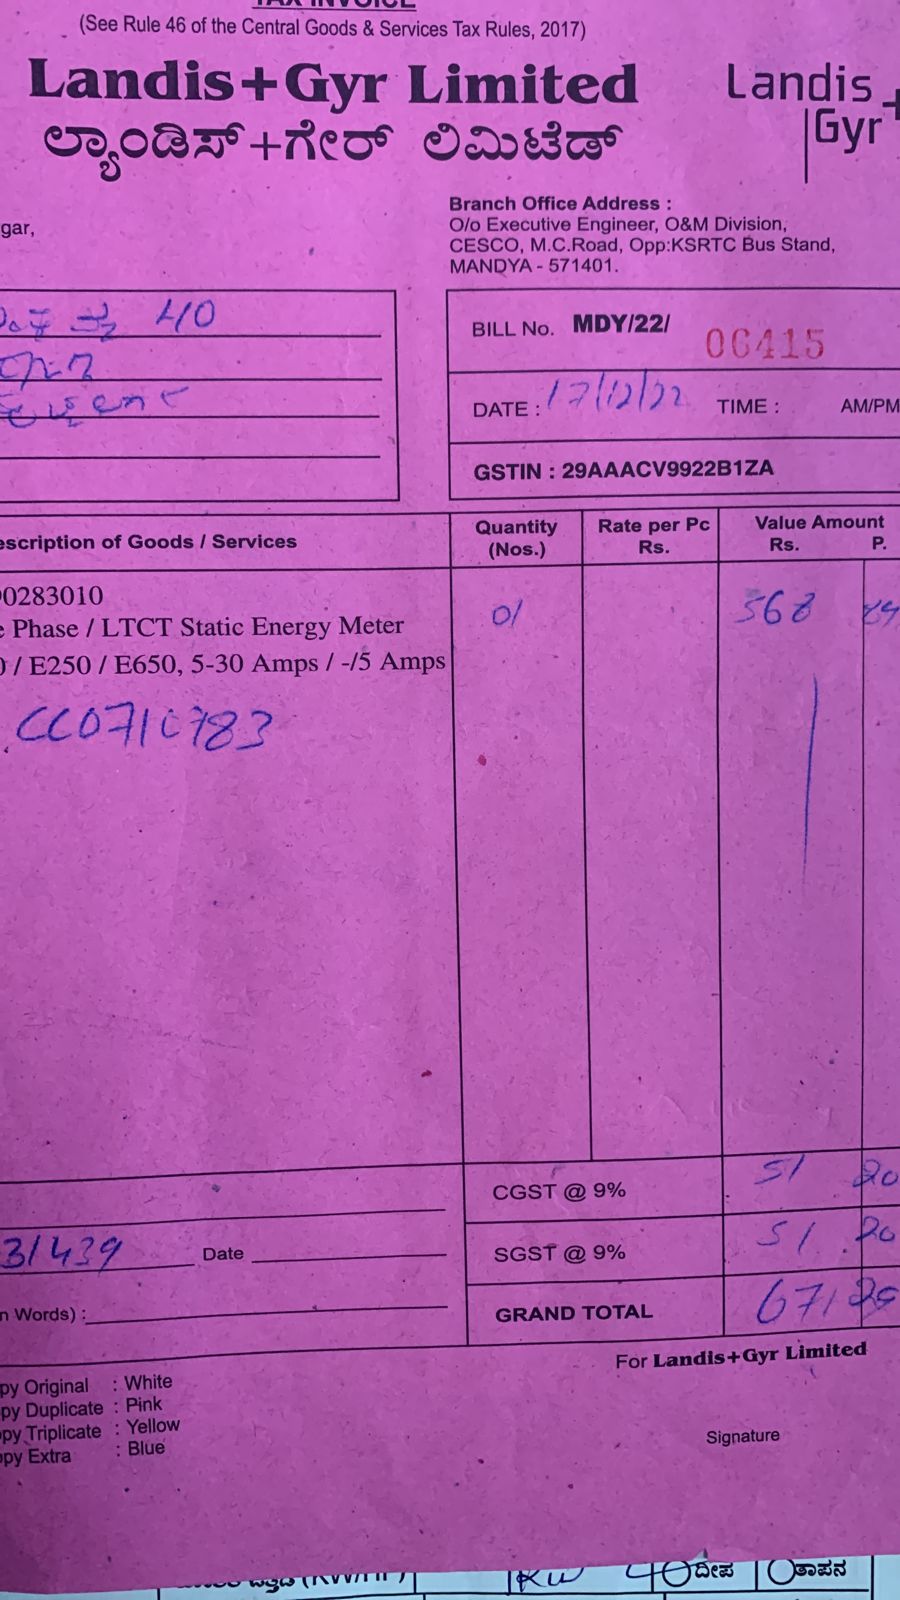 TAX INVOICE
(See Rule 46 of the Central Goods & Services Tax Rules, 2017)
Landis+Gyr Limited
Landis
Gyr+
ಲ್ಯಾಂಡಿಸ್+ಗೇರ್ ಲಿಮಿಟೆಡ್
gar,
Branch Office Address :
O/o Executive Engineer, O&M Division,
CESCO, M.C.Road, Opp:KSRTC Bus Stand,
MANDYA - 571401.
BILL No. MDY/22/ 06415
DATE : 17/12/22 TIME : AM/PM
GSTIN : 29AAACV9922B1ZA
escription of Goods / Services
Quantity (Nos.)
Rate per Pc Rs.
Value Amount Rs. P.
0283010
e Phase / LTCT Static Energy Meter
01 568
0 / E250 / E650, 5-30 Amps / -/5 Amps
CGST @ 9% 51 20
31439 Date
SGST @ 9% 51 20
n Words) :
GRAND TOTAL 671
For Landis+Gyr Limited
py Original : White
py Duplicate : Pink
py Triplicate : Yellow
opy Extra : Blue
Signature
ದೀಪ
ತಾಪನ